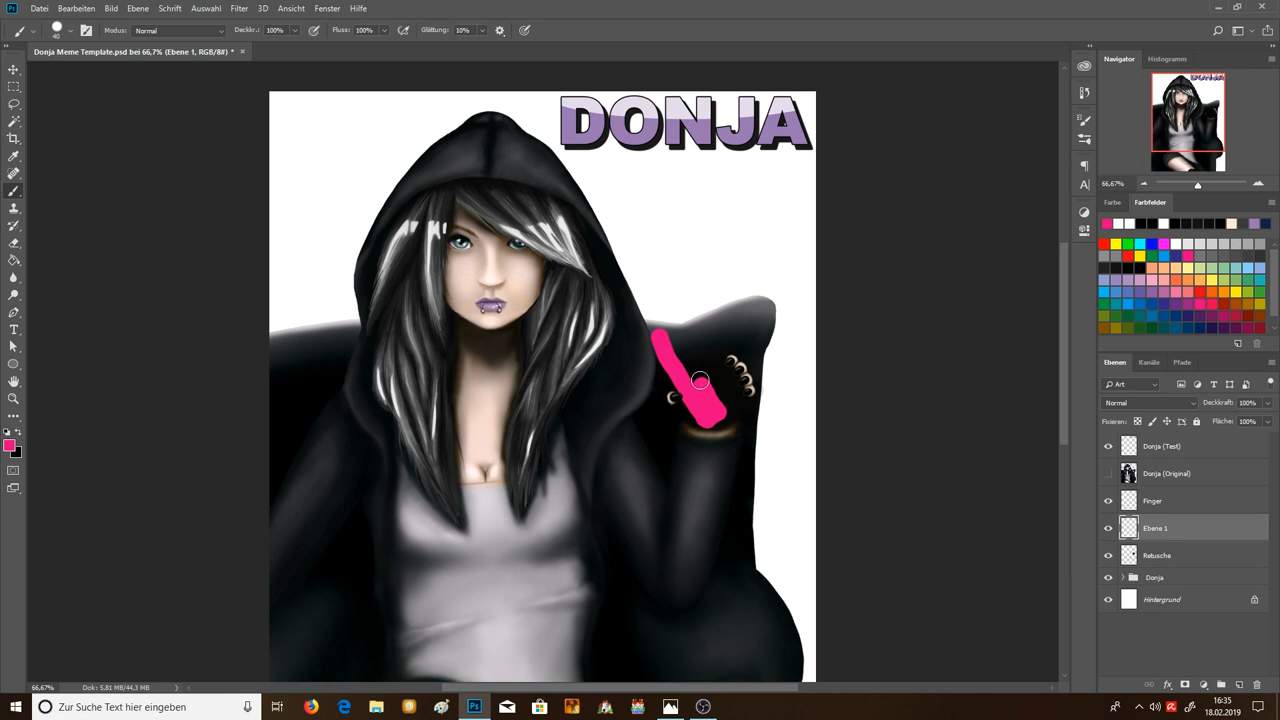 Datei Bearbeiten Bild Ebene Schrift Auswahl Filter 3D Ansicht Fenster Hilfe
Modus: Normal Deckkr.: 100% Fluss: 100% Glättung: 10%
Donja Meme Template.psd bei 66,7% (Ebene 1, RGB/8#) *
DONJA
Navigator Histogramm
66,67%
Farbe Farbfelder
Ebenen Kanäle Pfade
Art
Normal Deckkraft: 100%
Fixieren: Fläche: 100%
Donja (Test)
Donja (Original)
Finger
Ebene 1
Retusche
Donja
Hintergrund
66,67% Dok: 5,81 MB/44,3 MB
Zur Suche Text hier eingeben
16:35
18.02.2019